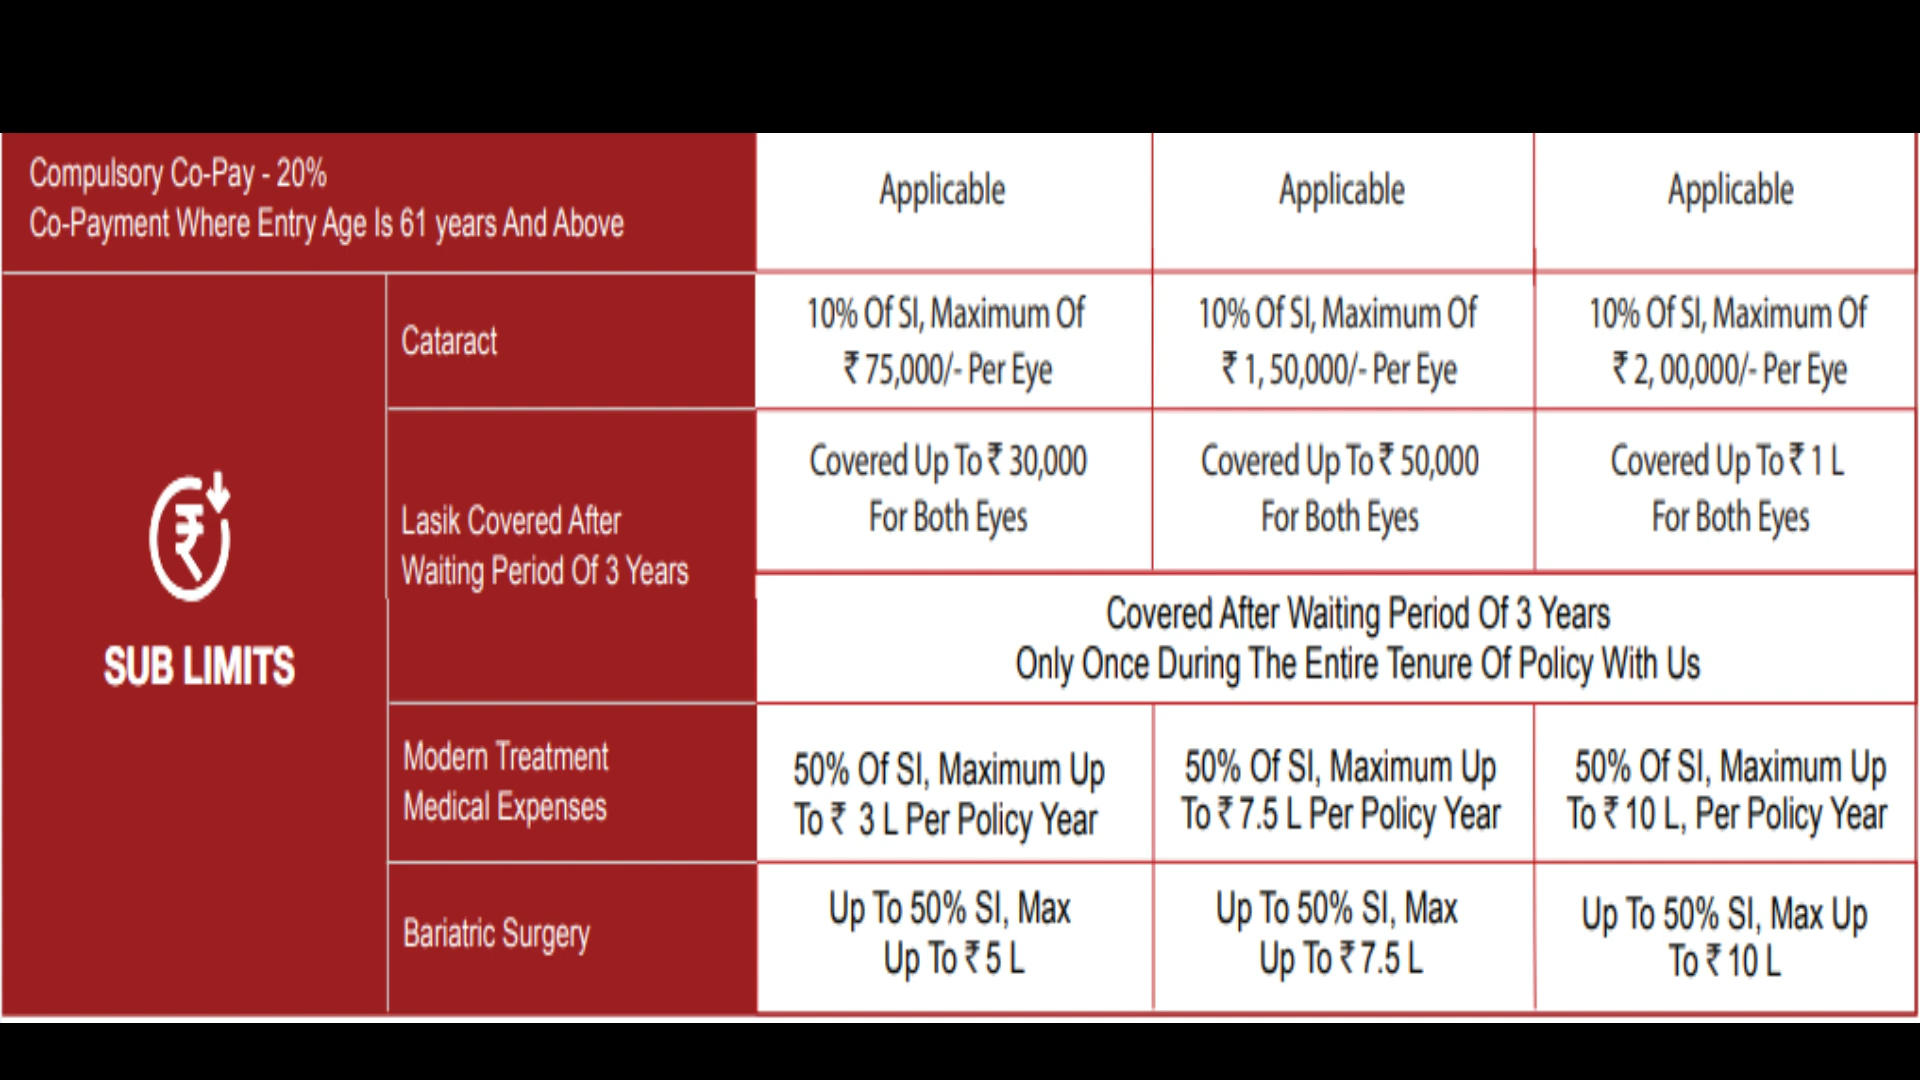 Compulsory Co-Pay - 20%
Co-Payment Where Entry Age Is 61 years And Above
Applicable
Applicable
Applicable
SUB LIMITS
Cataract
10% Of SI, Maximum Of
₹ 75,000/- Per Eye
10% Of SI, Maximum Of
₹ 1, 50,000/- Per Eye
10% Of SI, Maximum Of
₹ 2, 00,000/- Per Eye
Lasik Covered After
Waiting Period Of 3 Years
Covered Up To ₹ 30,000
For Both Eyes
Covered Up To ₹ 50,000
For Both Eyes
Covered Up To ₹ 1 L
For Both Eyes
Covered After Waiting Period Of 3 Years
Only Once During The Entire Tenure Of Policy With Us
Modern Treatment
Medical Expenses
50% Of SI, Maximum Up
To ₹ 3 L Per Policy Year
50% Of SI, Maximum Up
To ₹ 7.5 L Per Policy Year
50% Of SI, Maximum Up
To ₹ 10 L, Per Policy Year
Bariatric Surgery
Up To 50% SI, Max
Up To ₹ 5 L
Up To 50% SI, Max
Up To ₹ 7.5 L
Up To 50% SI, Max Up
To ₹ 10 L